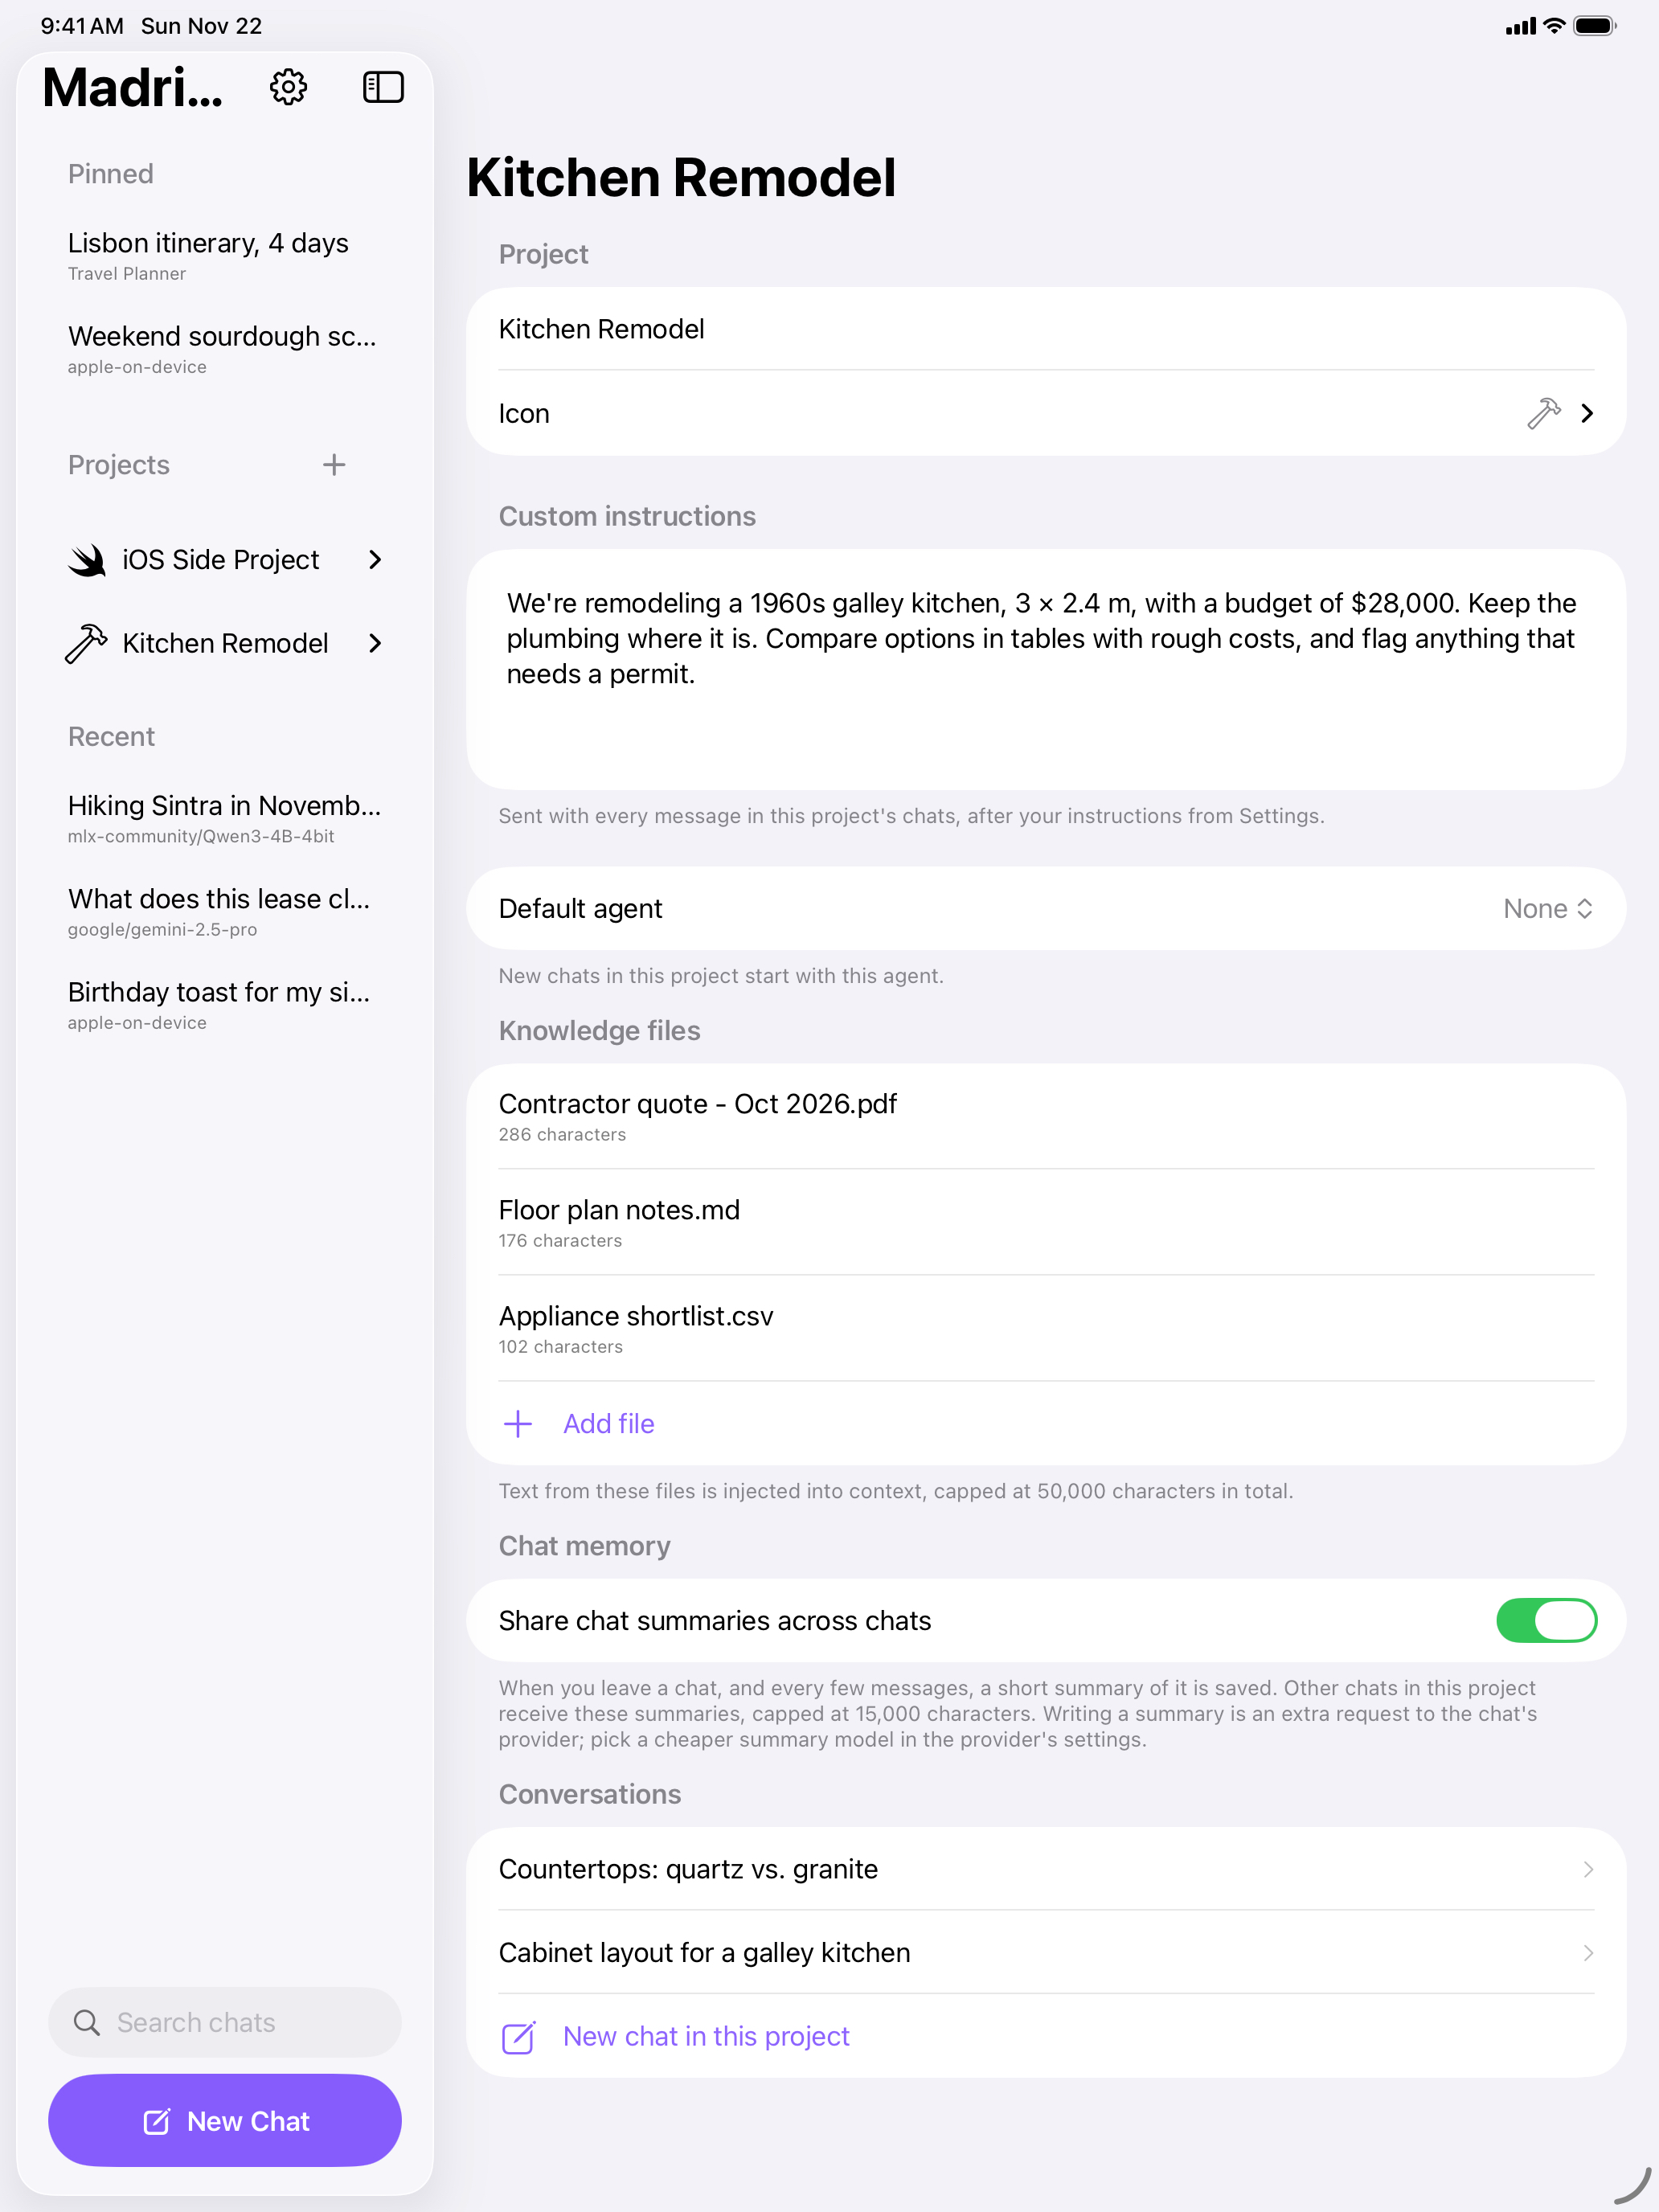 9:41 AM Sun Nov 22
Madri...
Pinned
Lisbon itinerary, 4 days
Travel Planner
Weekend sourdough sc...
apple-on-device
Projects
iOS Side Project
Kitchen Remodel
Recent
Hiking Sintra in Novemb...
mlx-community/Qwen3-4B-4bit
What does this lease cl...
google/gemini-2.5-pro
Birthday toast for my si...
apple-on-device
Search chats
New Chat
Kitchen Remodel
Project
Kitchen Remodel
Icon
Custom instructions
We're remodeling a 1960s galley kitchen, 3 × 2.4 m, with a budget of $28,000. Keep the
plumbing where it is. Compare options in tables with rough costs, and flag anything that
needs a permit.
Sent with every message in this project's chats, after your instructions from Settings.
Default agent None
New chats in this project start with this agent.
Knowledge files
Contractor quote - Oct 2026.pdf
286 characters
Floor plan notes.md
176 characters
Appliance shortlist.csv
102 characters
Add file
Text from these files is injected into context, capped at 50,000 characters in total.
Chat memory
Share chat summaries across chats
When you leave a chat, and every few messages, a short summary of it is saved. Other chats in this project
receive these summaries, capped at 15,000 characters. Writing a summary is an extra request to the chat's
provider; pick a cheaper summary model in the provider's settings.
Conversations
Countertops: quartz vs. granite
Cabinet layout for a galley kitchen
New chat in this project